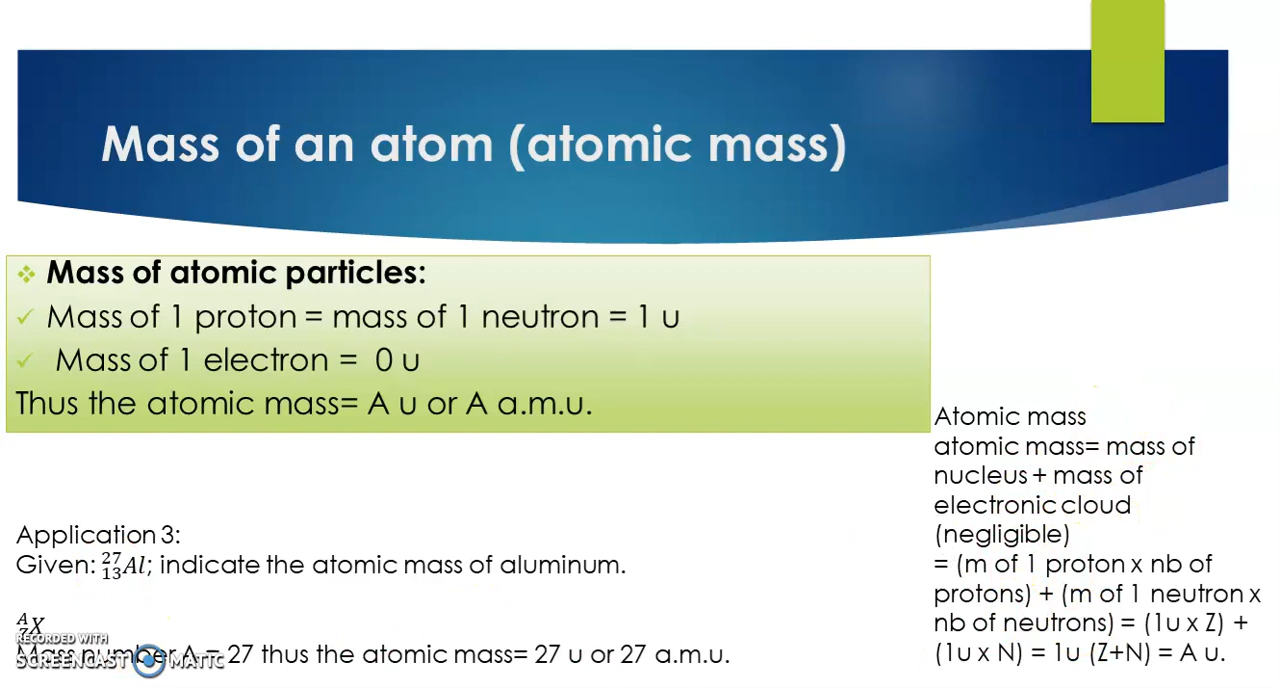 Mass of an atom (atomic mass)
❖ Mass of atomic particles:
✓ Mass of 1 proton = mass of 1 neutron = 1 u
✓ Mass of 1 electron = 0 u
Thus the atomic mass= A u or A a.m.u.
Atomic mass
atomic mass= mass of
nucleus + mass of
electronic cloud
(negligible)
= (m of 1 proton x nb of
protons) + (m of 1 neutron x
nb of neutrons) = (1u x Z) +
(1u x N) = 1u (Z+N) = A u.
Application 3:
Given: ²⁷₁₃Al; indicate the atomic mass of aluminum.
ᴬ_Z X
Mass number A = 27 thus the atomic mass= 27 u or 27 a.m.u.
RECORDED WITH
SCREENCAST MATIC